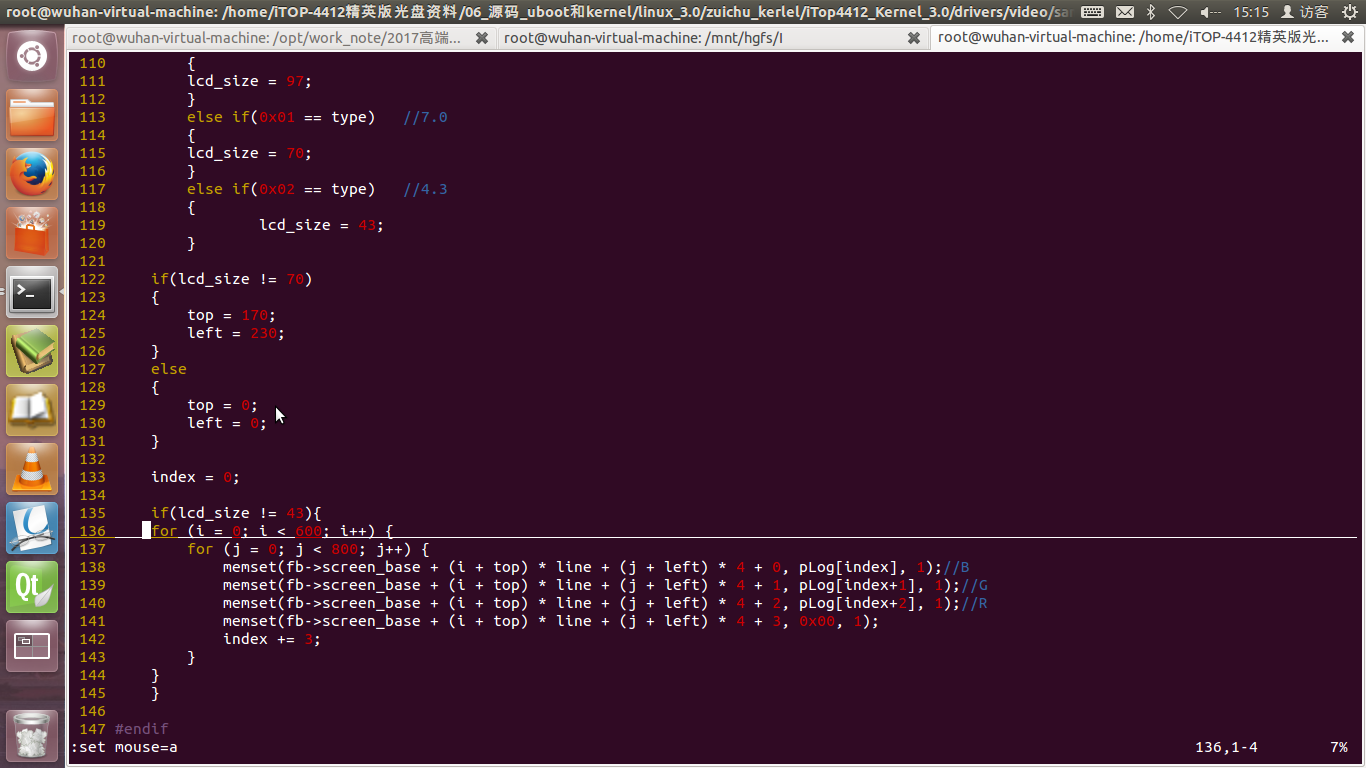 root@wuhan-virtual-machine: /home/iTOP-4412精英版光盘资料/06_源码_uboot和kernel/linux_3.0/zuichu_kerlel/iTop4412_Kernel_3.0/drivers/video/sa 15:15 访客
root@wuhan-virtual-machine: /opt/work_note/2017高端... root@wuhan-virtual-machine: /mnt/hgfs/I root@wuhan-virtual-machine: /home/iTOP-4412精英版光...
110 {
111 lcd_size = 97;
112 }
113 else if(0x01 == type) //7.0
114 {
115 lcd_size = 70;
116 }
117 else if(0x02 == type) //4.3
118 {
119 lcd_size = 43;
120 }
121
122 if(lcd_size != 70)
123 {
124 top = 170;
125 left = 230;
126 }
127 else
128 {
129 top = 0;
130 left = 0;
131 }
132
133 index = 0;
134
135 if(lcd_size != 43){
136 for (i = 0; i < 600; i++) {
137 for (j = 0; j < 800; j++) {
138 memset(fb->screen_base + (i + top) * line + (j + left) * 4 + 0, pLog[index], 1);//B
139 memset(fb->screen_base + (i + top) * line + (j + left) * 4 + 1, pLog[index+1], 1);//G
140 memset(fb->screen_base + (i + top) * line + (j + left) * 4 + 2, pLog[index+2], 1);//R
141 memset(fb->screen_base + (i + top) * line + (j + left) * 4 + 3, 0x00, 1);
142 index += 3;
143 }
144 }
145 }
146
147 #endif
:set mouse=a 136,1-4 7%
Qt